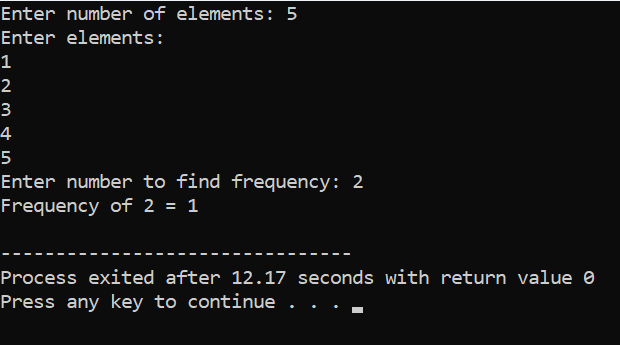 Enter number of elements: 5
Enter elements:
1
2
3
4
5
Enter number to find frequency: 2
Frequency of 2 = 1
--------------------------------
Process exited after 12.17 seconds with return value 0
Press any key to continue . . .